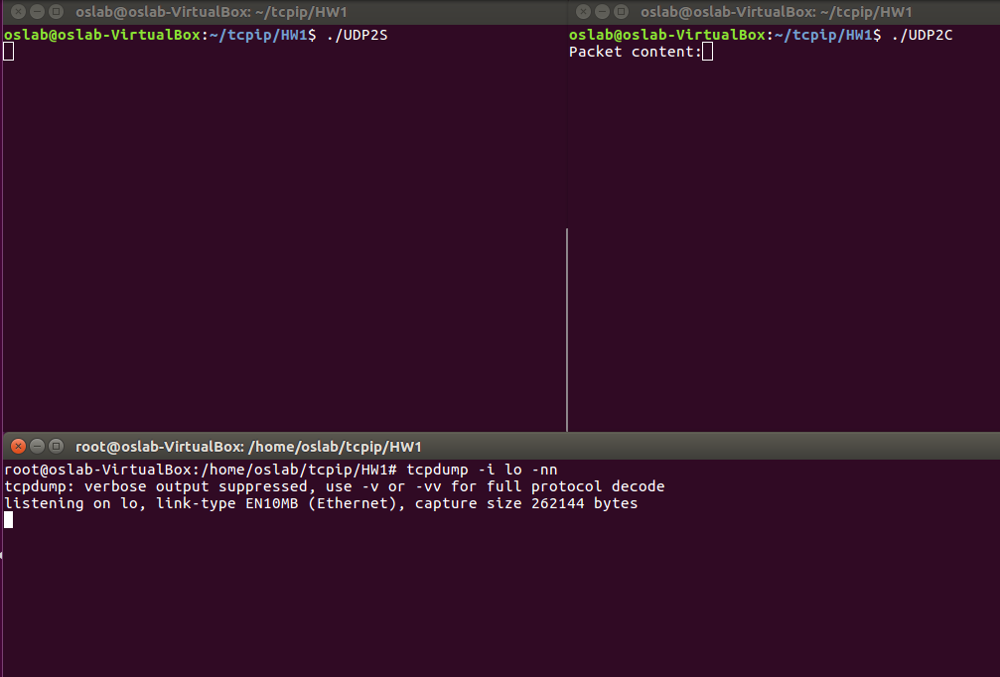 oslab@oslab-VirtualBox: ~/tcpip/HW1
oslab@oslab-VirtualBox:~/tcpip/HW1$ ./UDP2S
oslab@oslab-VirtualBox: ~/tcpip/HW1
oslab@oslab-VirtualBox:~/tcpip/HW1$ ./UDP2C
Packet content:
root@oslab-VirtualBox: /home/oslab/tcpip/HW1
root@oslab-VirtualBox:/home/oslab/tcpip/HW1# tcpdump -i lo -nn
tcpdump: verbose output suppressed, use -v or -vv for full protocol decode
listening on lo, link-type EN10MB (Ethernet), capture size 262144 bytes